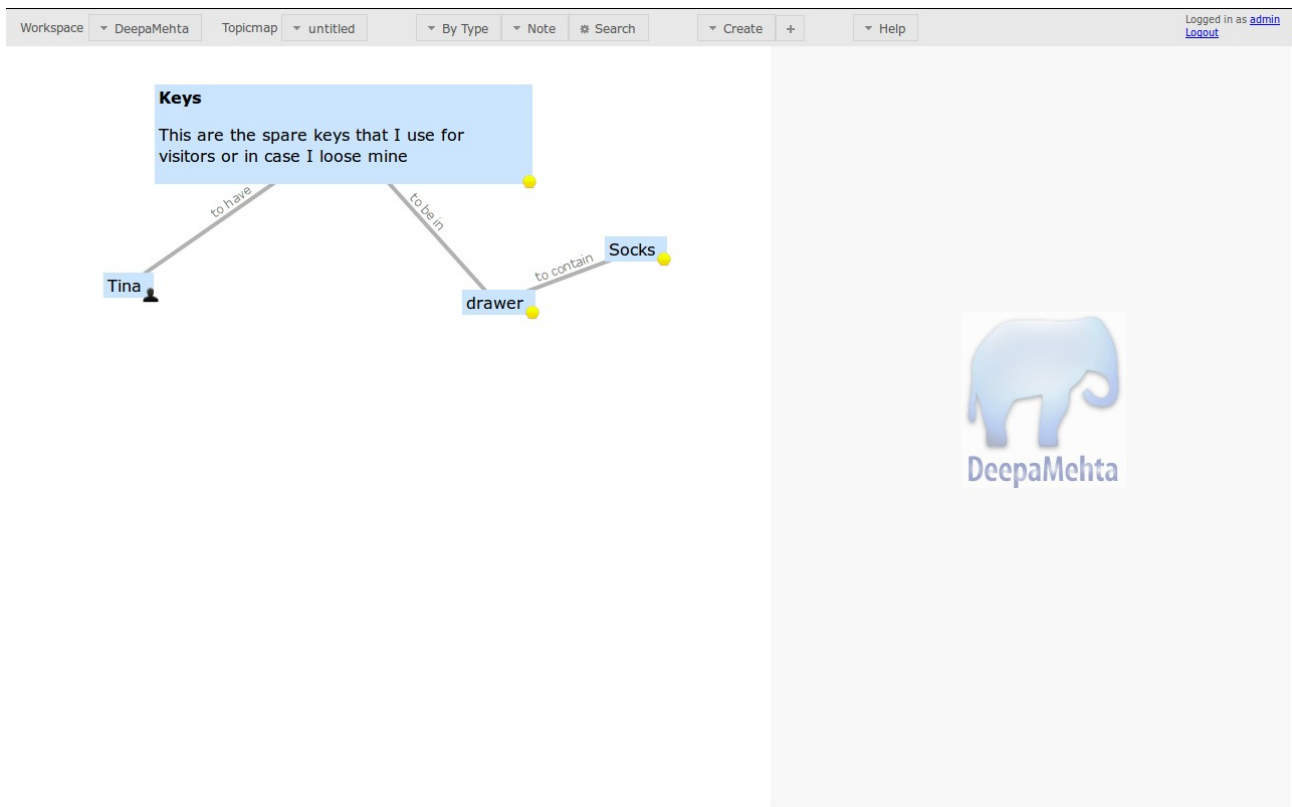 Workspace DeepaMehta Topicmap untitled By Type Note Search Create + Help
Logged in as admin
Logout
Keys
This are the spare keys that I use for
visitors or in case I loose mine
to have
to be in
Socks
to contain
Tina
drawer
DeepaMehta